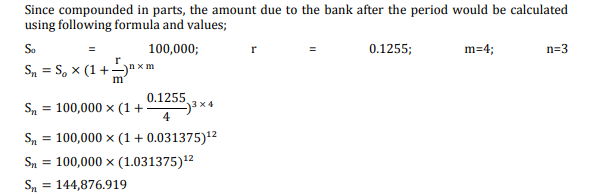 Since compounded in parts, the amount due to the bank after the period would be calculated
using following formula and values;
S₀ = 100,000; r = 0.1255; m=4; n=3
Sₙ = Sₒ × (1 + r/m)ⁿ ˣ ᵐ
Sₙ = 100,000 × (1 + 0.1255/4)³ ˣ ⁴
Sₙ = 100,000 × (1 + 0.031375)¹²
Sₙ = 100,000 × (1.031375)¹²
Sₙ = 144,876.919